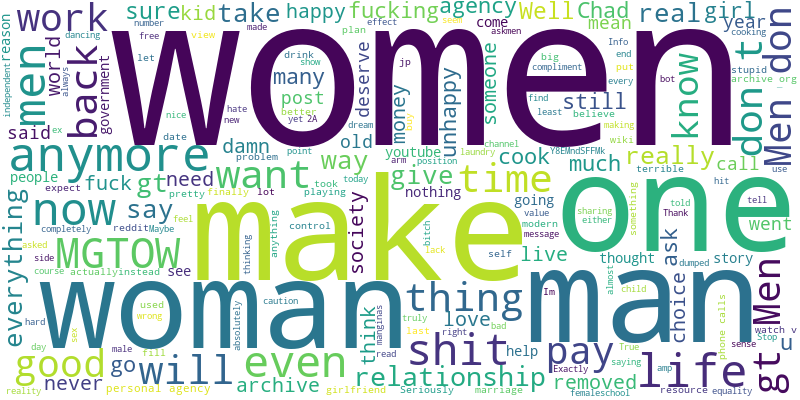 work
sure
kid
take
happy
fucking
agency
Well
Chad
real
girl
number
let
made
dancing
effect
seen
askmen
mean
come
year
cooking
reason
world
always
men
back
free
view
government
women
plan
drink
show
jp
deserve
someone
big
compliment
Info
end
put
every
stupid
bot
archive_org
know
don t
Men don
independent
said
many
post
nice
hate
new
better
yet
2A
money
buy
unhappy
still
find
believe
least
making
wiki
use
ex
date
damn
old
dream
anymore
problem
point
youtube
channel
Y8EMndSFFMk
people
fuck
gt
need
way
arm
position
laundry
cook
much
really
call
terrible
hit
expect
pretty
finally
lot
took
today
playing
want
give
nothing
time
one
going
value
modern
message
something
sharing
either
told
Thank
tell
went
now
say
feel
everything
MGTOW
completely
reddit
Maybe
control
anything
thinking
society
bitch
lack
self
make
live
thought
story
dumped
ask
choice
side
asked
course
actually
instead
see
woman
man
thing
love
Im
almost
child
phone calls
watch v
u
Men
gt
hard
used
wrong
sex
absolutely
caution
manginas
truly
last
right
bad
True
saying
Stop
sense
day
male
fill
good
go
will
even
think
read
shit
help
Exactly
pay
life
amp
reality
never
personal agency
archive
girlfriend
relationship
Seriously
marriage
removed
femaleschool
resource
equality